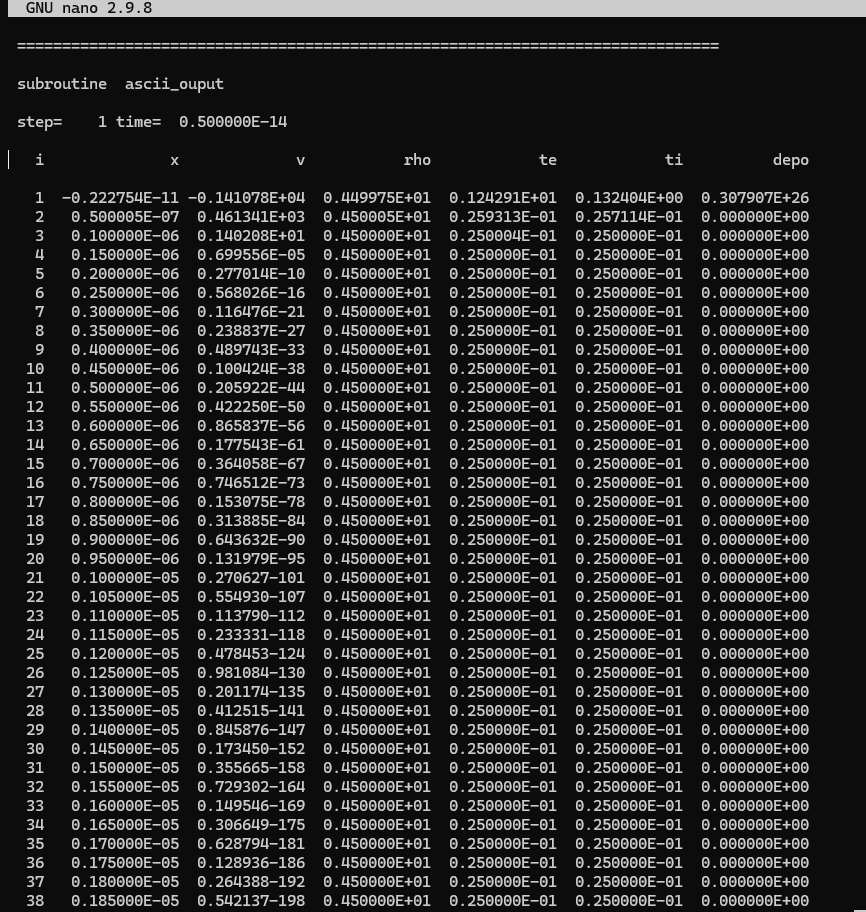 GNU nano 2.9.8
==============================================================================
subroutine  ascii_ouput
step=    1 time=  0.500000E-14
i              x             v           rho            te            ti          depo
1  -0.222754E-11 -0.141078E+04  0.449975E+01  0.124291E+01  0.132404E+00  0.307907E+26
2   0.500005E-07  0.461341E+03  0.450005E+01  0.259313E-01  0.257114E-01  0.000000E+00
3   0.100000E-06  0.140208E+01  0.450000E+01  0.250004E-01  0.250000E-01  0.000000E+00
4   0.150000E-06  0.699556E-05  0.450000E+01  0.250000E-01  0.250000E-01  0.000000E+00
5   0.200000E-06  0.277014E-10  0.450000E+01  0.250000E-01  0.250000E-01  0.000000E+00
6   0.250000E-06  0.568026E-16  0.450000E+01  0.250000E-01  0.250000E-01  0.000000E+00
7   0.300000E-06  0.116476E-21  0.450000E+01  0.250000E-01  0.250000E-01  0.000000E+00
8   0.350000E-06  0.238837E-27  0.450000E+01  0.250000E-01  0.250000E-01  0.000000E+00
9   0.400000E-06  0.489743E-33  0.450000E+01  0.250000E-01  0.250000E-01  0.000000E+00
10   0.450000E-06  0.100424E-38  0.450000E+01  0.250000E-01  0.250000E-01  0.000000E+00
11   0.500000E-06  0.205922E-44  0.450000E+01  0.250000E-01  0.250000E-01  0.000000E+00
12   0.550000E-06  0.422250E-50  0.450000E+01  0.250000E-01  0.250000E-01  0.000000E+00
13   0.600000E-06  0.865837E-56  0.450000E+01  0.250000E-01  0.250000E-01  0.000000E+00
14   0.650000E-06  0.177543E-61  0.450000E+01  0.250000E-01  0.250000E-01  0.000000E+00
15   0.700000E-06  0.364058E-67  0.450000E+01  0.250000E-01  0.250000E-01  0.000000E+00
16   0.750000E-06  0.746512E-73  0.450000E+01  0.250000E-01  0.250000E-01  0.000000E+00
17   0.800000E-06  0.153075E-78  0.450000E+01  0.250000E-01  0.250000E-01  0.000000E+00
18   0.850000E-06  0.313885E-84  0.450000E+01  0.250000E-01  0.250000E-01  0.000000E+00
19   0.900000E-06  0.643632E-90  0.450000E+01  0.250000E-01  0.250000E-01  0.000000E+00
20   0.950000E-06  0.131979E-95  0.450000E+01  0.250000E-01  0.250000E-01  0.000000E+00
21   0.100000E-05  0.270627-101  0.450000E+01  0.250000E-01  0.250000E-01  0.000000E+00
22   0.105000E-05  0.554930-107  0.450000E+01  0.250000E-01  0.250000E-01  0.000000E+00
23   0.110000E-05  0.113790-112  0.450000E+01  0.250000E-01  0.250000E-01  0.000000E+00
24   0.115000E-05  0.233331-118  0.450000E+01  0.250000E-01  0.250000E-01  0.000000E+00
25   0.120000E-05  0.478453-124  0.450000E+01  0.250000E-01  0.250000E-01  0.000000E+00
26   0.125000E-05  0.981084-130  0.450000E+01  0.250000E-01  0.250000E-01  0.000000E+00
27   0.130000E-05  0.201174-135  0.450000E+01  0.250000E-01  0.250000E-01  0.000000E+00
28   0.135000E-05  0.412515-141  0.450000E+01  0.250000E-01  0.250000E-01  0.000000E+00
29   0.140000E-05  0.845876-147  0.450000E+01  0.250000E-01  0.250000E-01  0.000000E+00
30   0.145000E-05  0.173450-152  0.450000E+01  0.250000E-01  0.250000E-01  0.000000E+00
31   0.150000E-05  0.355665-158  0.450000E+01  0.250000E-01  0.250000E-01  0.000000E+00
32   0.155000E-05  0.729302-164  0.450000E+01  0.250000E-01  0.250000E-01  0.000000E+00
33   0.160000E-05  0.149546-169  0.450000E+01  0.250000E-01  0.250000E-01  0.000000E+00
34   0.165000E-05  0.306649-175  0.450000E+01  0.250000E-01  0.250000E-01  0.000000E+00
35   0.170000E-05  0.628794-181  0.450000E+01  0.250000E-01  0.250000E-01  0.000000E+00
36   0.175000E-05  0.128936-186  0.450000E+01  0.250000E-01  0.250000E-01  0.000000E+00
37   0.180000E-05  0.264388-192  0.450000E+01  0.250000E-01  0.250000E-01  0.000000E+00
38   0.185000E-05  0.542137-198  0.450000E+01  0.250000E-01  0.250000E-01  0.000000E+00